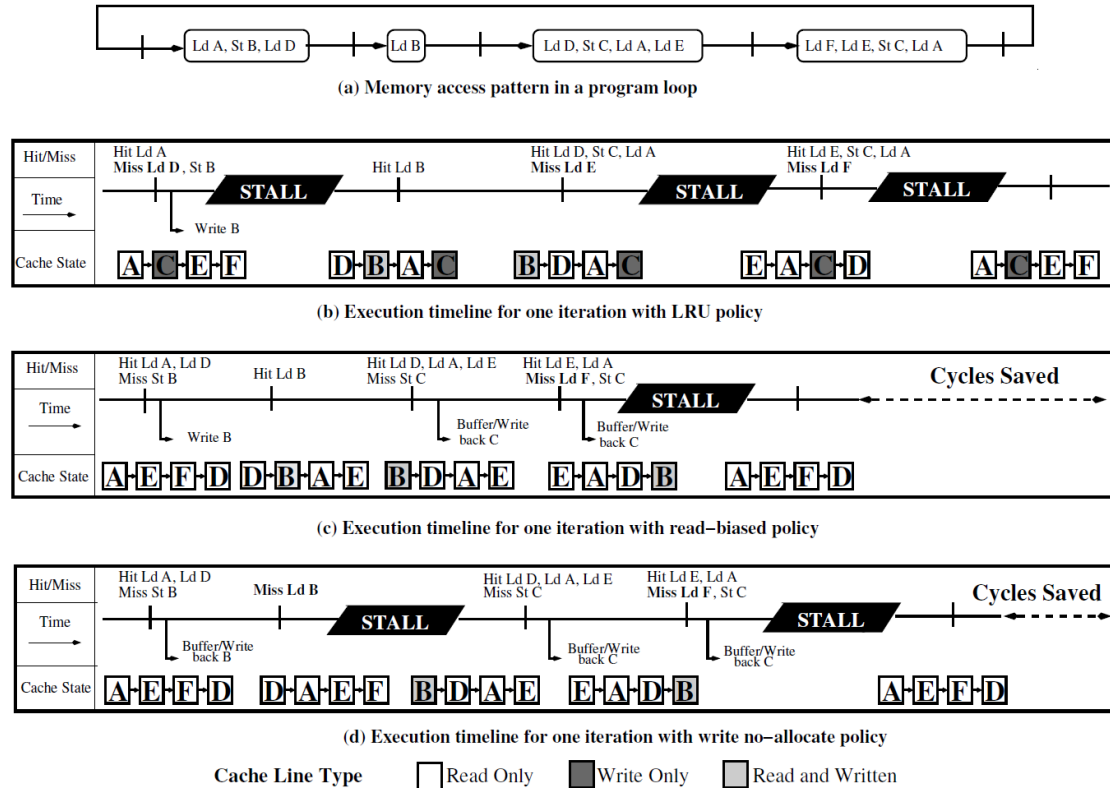 Ld A, St B, Ld D
Ld B
Ld D, St C, Ld A, Ld E
Ld F, Ld E, St C, Ld A
(a) Memory access pattern in a program loop
Hit/Miss
Hit Ld A
Miss Ld D, St B
Hit Ld B
Hit Ld D, St C, Ld A
Miss Ld E
Hit Ld E, St C, Ld A
Miss Ld F
Time
STALL
STALL
STALL
Write B
Cache State
A C E F
D B A C
B D A C
E A C D
A C E F
(b) Execution timeline for one iteration with LRU policy
Hit/Miss
Hit Ld A, Ld D
Miss St B
Hit Ld B
Hit Ld D, Ld A, Ld E
Miss St C
Hit Ld E, Ld A
Miss Ld F, St C
Cycles Saved
Time
STALL
Write B
Buffer/Write
back C
Buffer/Write
back C
Cache State
A E F D
D B A E
B D A E
E A D B
A E F D
(c) Execution timeline for one iteration with read-biased policy
Hit/Miss
Hit Ld A, Ld D
Miss St B
Miss Ld B
Hit Ld D, Ld A, Ld E
Miss St C
Hit Ld E, Ld A
Miss Ld F, St C
Cycles Saved
Time
STALL
STALL
Buffer/Write
back B
Buffer/Write
back C
Buffer/Write
back C
Cache State
A E F D
D A E F
B D A E
E A D B
A E F D
(d) Execution timeline for one iteration with write no-allocate policy
Cache Line Type
Read Only
Write Only
Read and Written